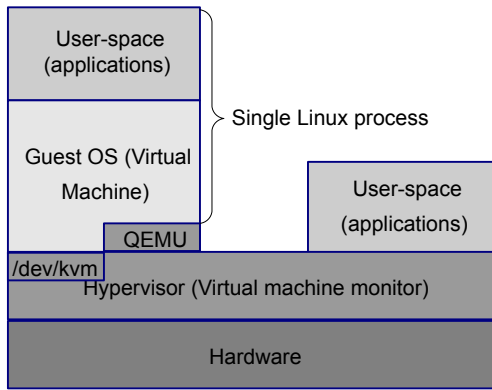 User-space
(applications)
Single Linux process
Guest OS (Virtual
Machine)
User-space
(applications)
QEMU
/dev/kvm
Hypervisor (Virtual machine monitor)
Hardware